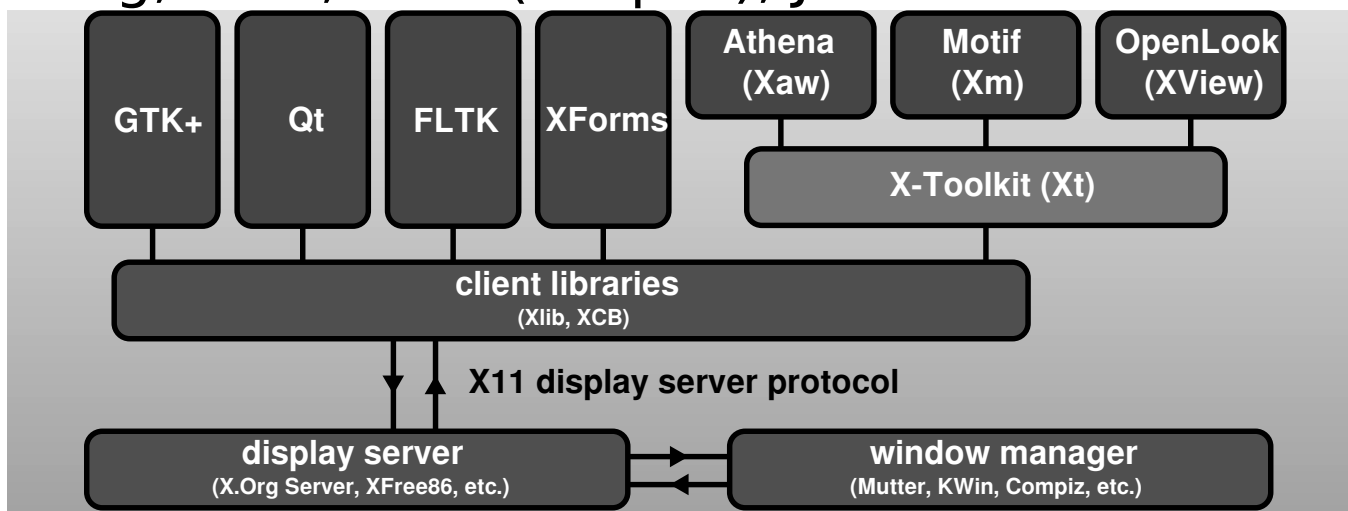 GTK+
Qt
FLTK
XForms
Athena
(Xaw)
Motif
(Xm)
OpenLook
(XView)
X-Toolkit (Xt)
client libraries
(Xlib, XCB)
X11 display server protocol
display server
(X.Org Server, XFree86, etc.)
window manager
(Mutter, KWin, Compiz, etc.)